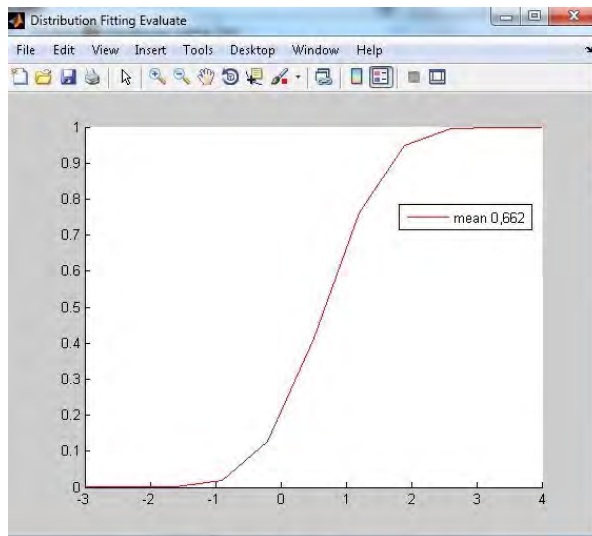 Distribution Fitting Evaluate
File Edit View Insert Tools Desktop Window Help
1
0.9
0.8
mean 0,662
0.7
0.6
0.5
0.4
0.3
0.2
0.1
0
-3 -2 -1 0 1 2 3 4